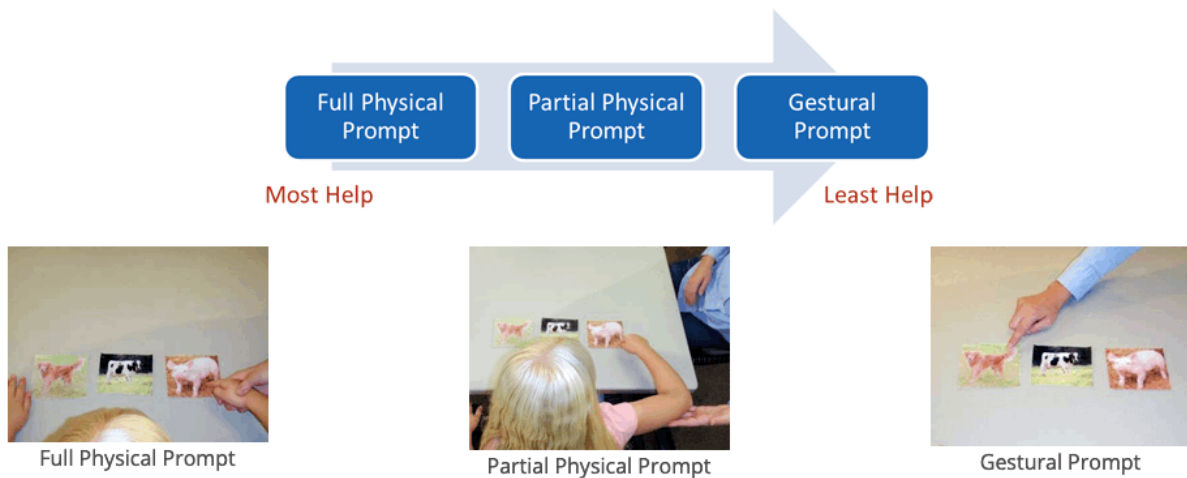 Full Physical
Prompt
Partial Physical
Prompt
Gestural
Prompt
Most Help
Least Help
Full Physical Prompt
Partial Physical Prompt
Gestural Prompt